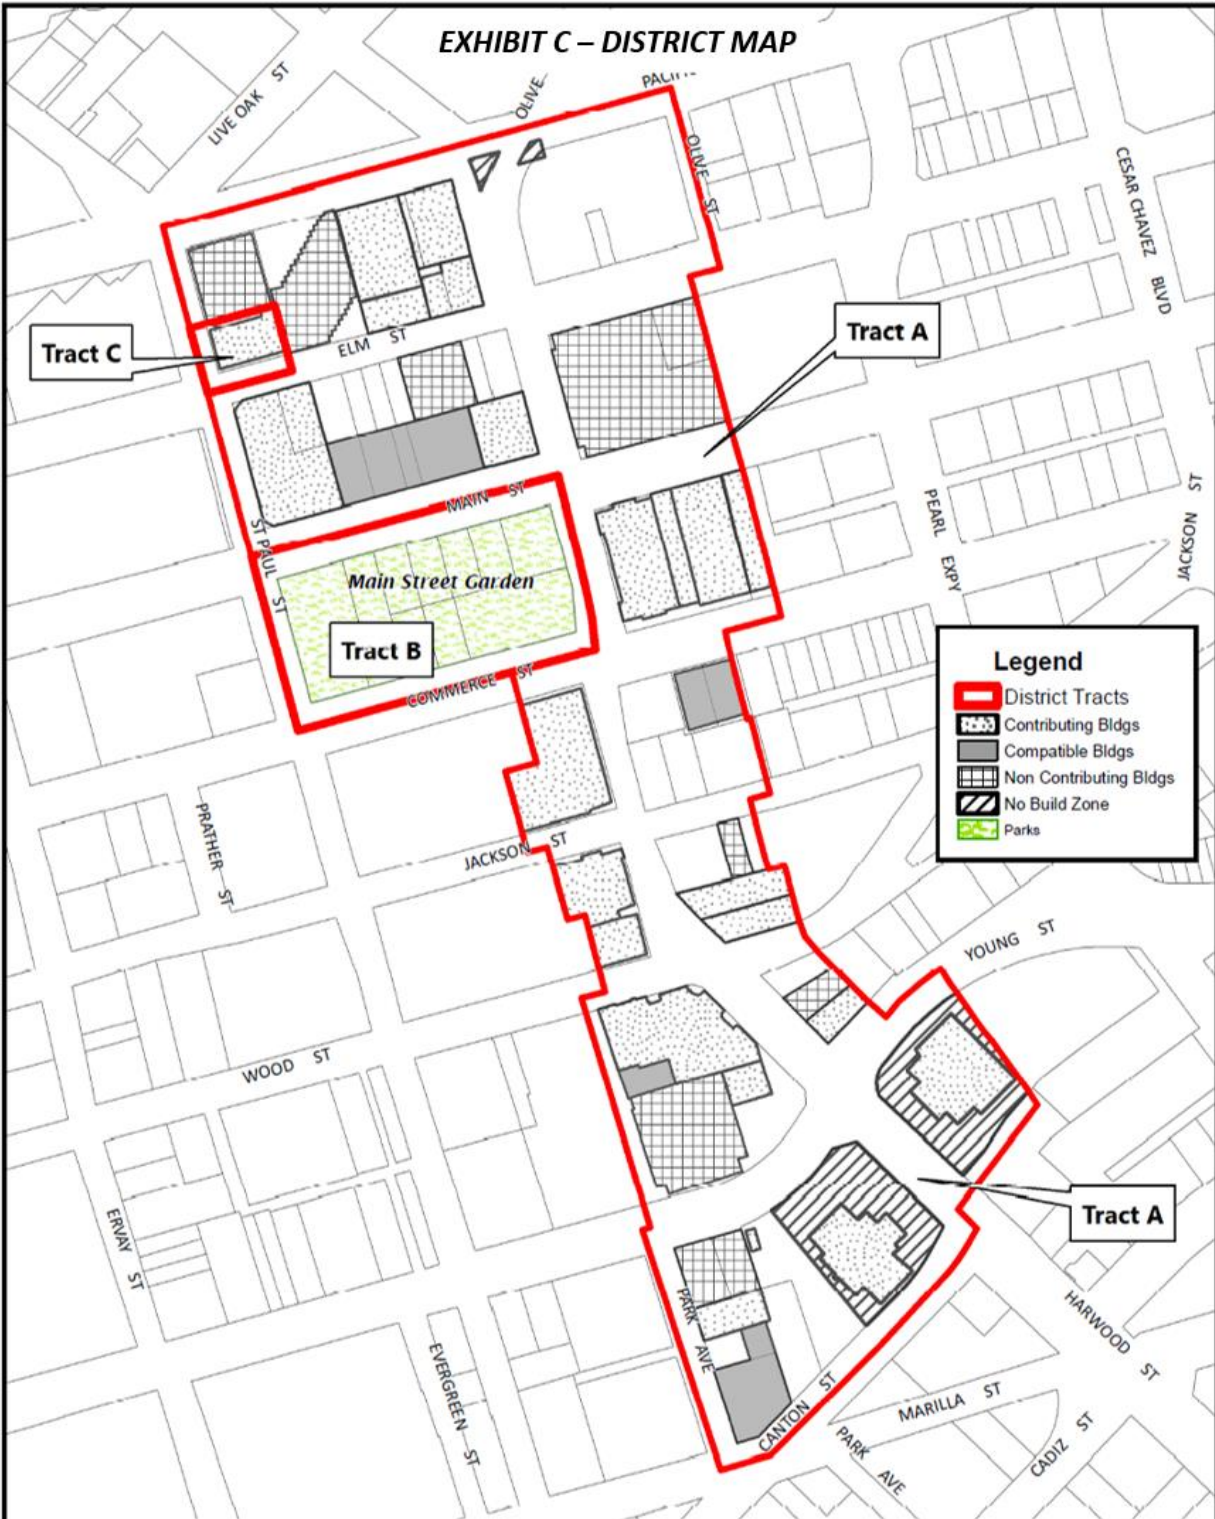 EXHIBIT C – DISTRICT MAP
LIVE OAK ST
OLIVE
OLIVE ST
CESAR CHAVEZ BLVD
Tract A
Tract C
ELM ST
MAIN ST
ST PAUL ST
Main Street Garden
Tract B
COMMERCE ST
PEARL EXPY
JACKSON ST
Legend
District Tracts
Contributing Bldgs
Compatible Bldgs
Non Contributing Bldgs
No Build Zone
Parks
PRATHER ST
JACKSON ST
YOUNG ST
WOOD ST
Tract A
ERVAY ST
PARK AVE
HARWOOD ST
EVERGREEN ST
CANTON ST
MARILLA ST
PARK AVE
CADIZ ST